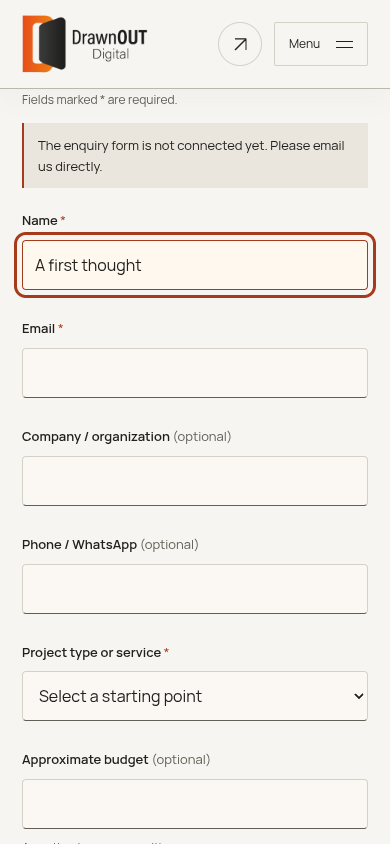 DrawnOUT
Digital
Menu
Fields marked * are required.
The enquiry form is not connected yet. Please email
us directly.
Name *
A first thought
Email *
Company / organization (optional)
Phone / WhatsApp (optional)
Project type or service *
Select a starting point
Approximate budget (optional)